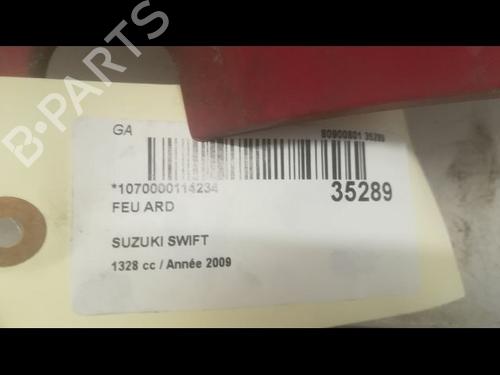 B-PARTS
GA
80900801 35289
*1070000114234
35289
FEU ARD
SUZUKI SWIFT
1328 cc / Année 2009